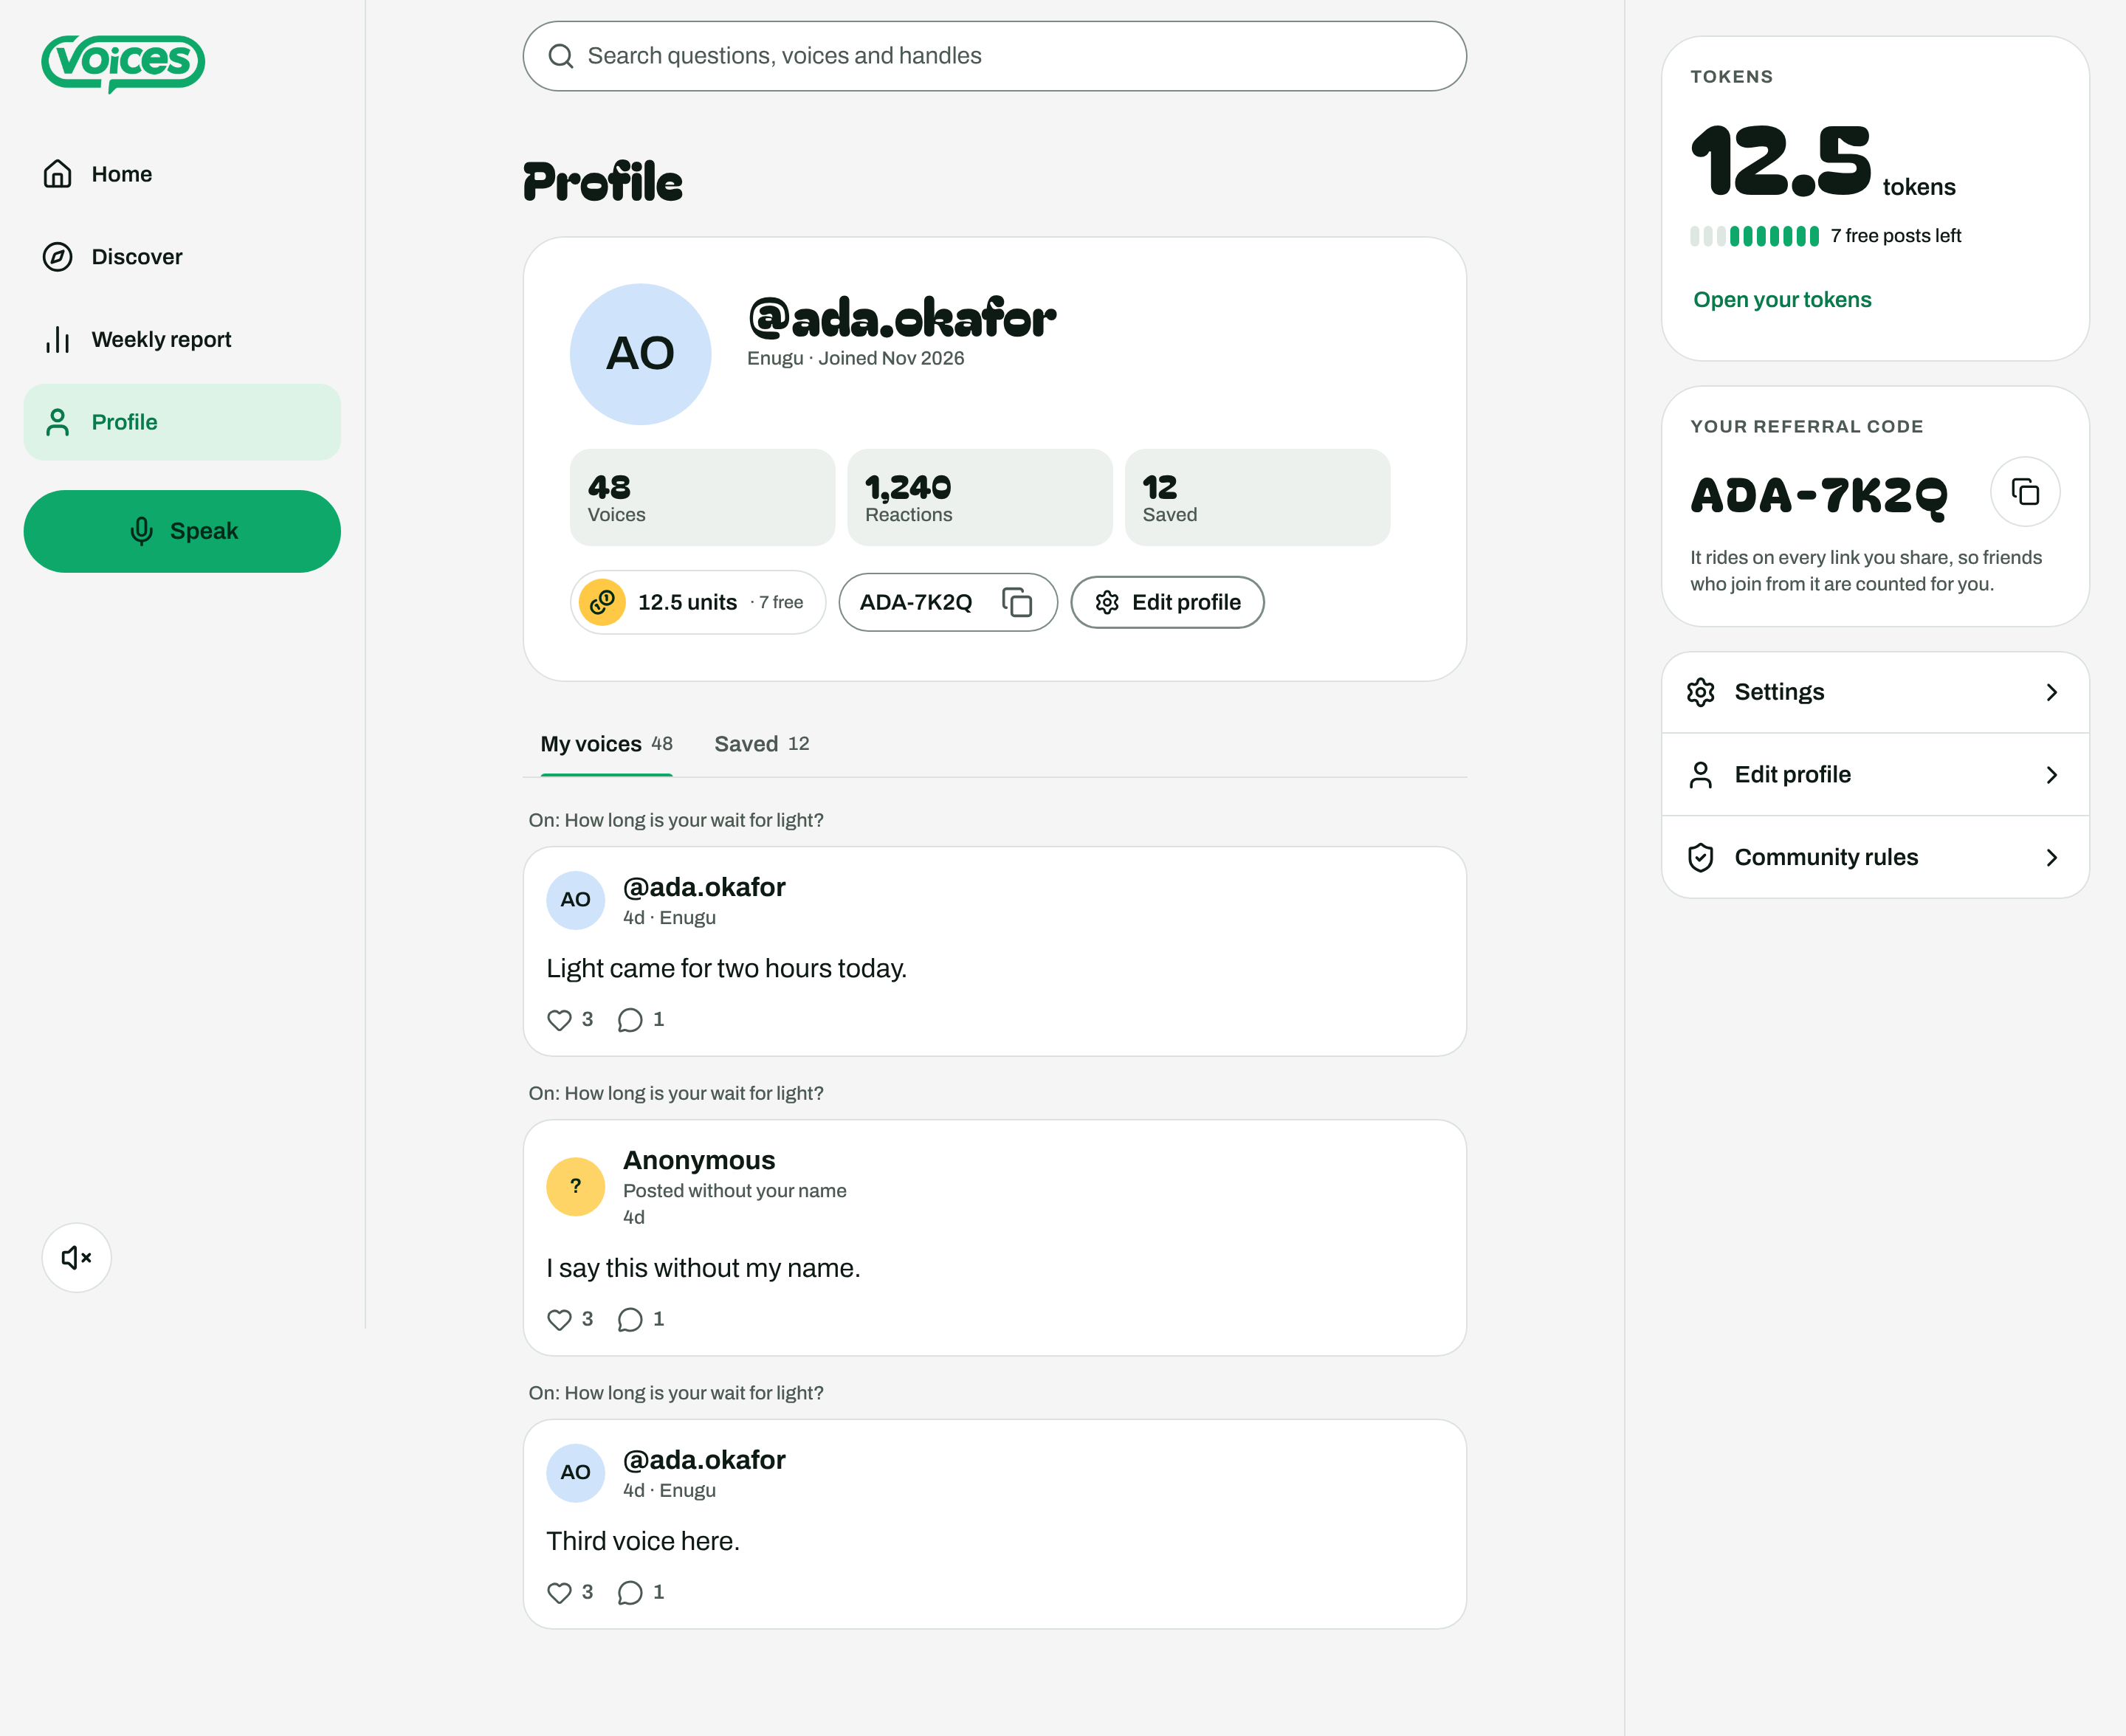 voices
Home
Discover
Weekly report
Profile
Speak
Search questions, voices and handles
Profile
AO
@ada.okafor
Enugu · Joined Nov 2026
48
Voices
1,240
Reactions
12
Saved
12.5 units · 7 free
ADA-7K2Q
Edit profile
My voices 48
Saved 12
On: How long is your wait for light?
AO
@ada.okafor
4d · Enugu
Light came for two hours today.
3 1
On: How long is your wait for light?
?
Anonymous
Posted without your name
4d
I say this without my name.
3 1
On: How long is your wait for light?
AO
@ada.okafor
4d · Enugu
Third voice here.
3 1
TOKENS
12.5 tokens
7 free posts left
Open your tokens
YOUR REFERRAL CODE
ADA-7K2Q
It rides on every link you share, so friends
who join from it are counted for you.
Settings
Edit profile
Community rules